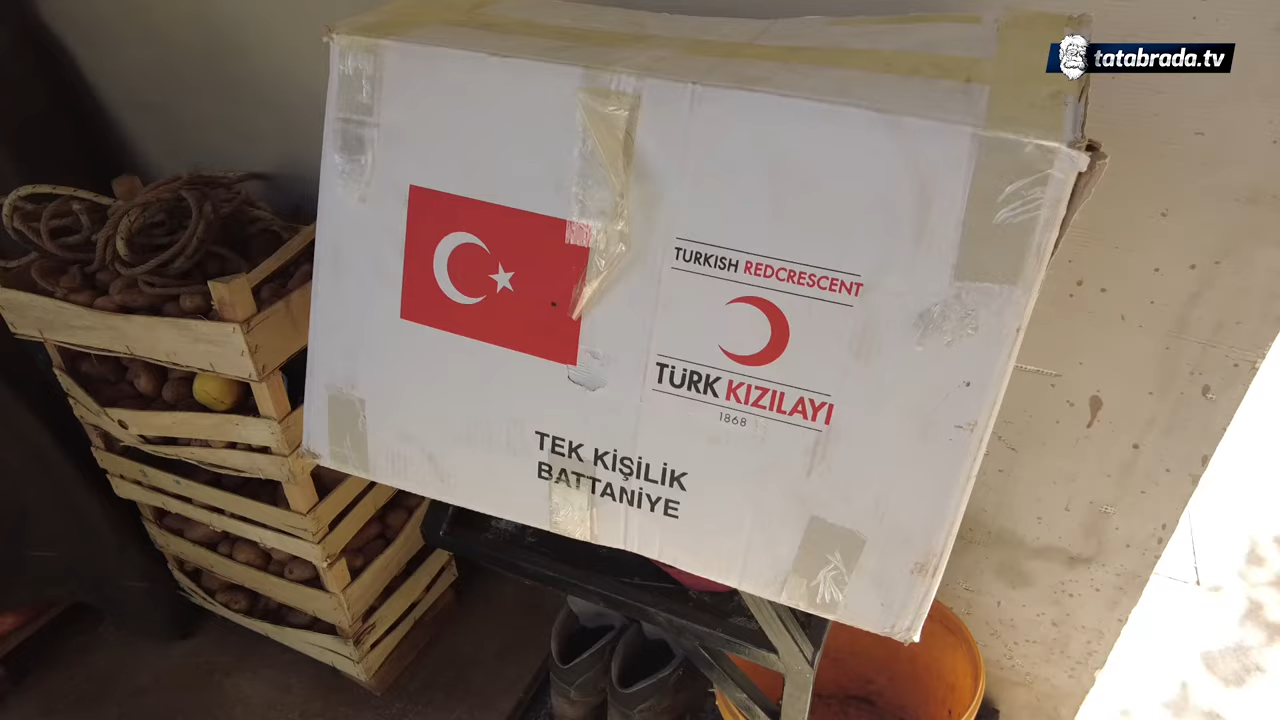 tatabrada.tv
TURKISH REDCRESCENT
TÜRK KIZILAYI
1868
TEK KİŞİLİK
BATTANİYE